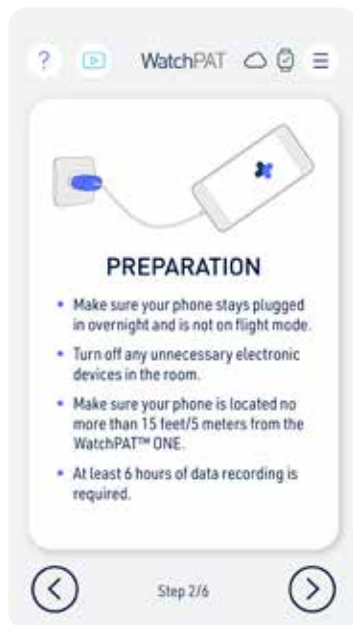 ?
WatchPAT
PREPARATION
• Make sure your phone stays plugged
in overnight and is not on flight mode.
• Turn off any unnecessary electronic
devices in the room.
• Make sure your phone is located no
more than 15 feet/5 meters from the
WatchPAT™ ONE.
• At least 6 hours of data recording is
required.
Step 2/6